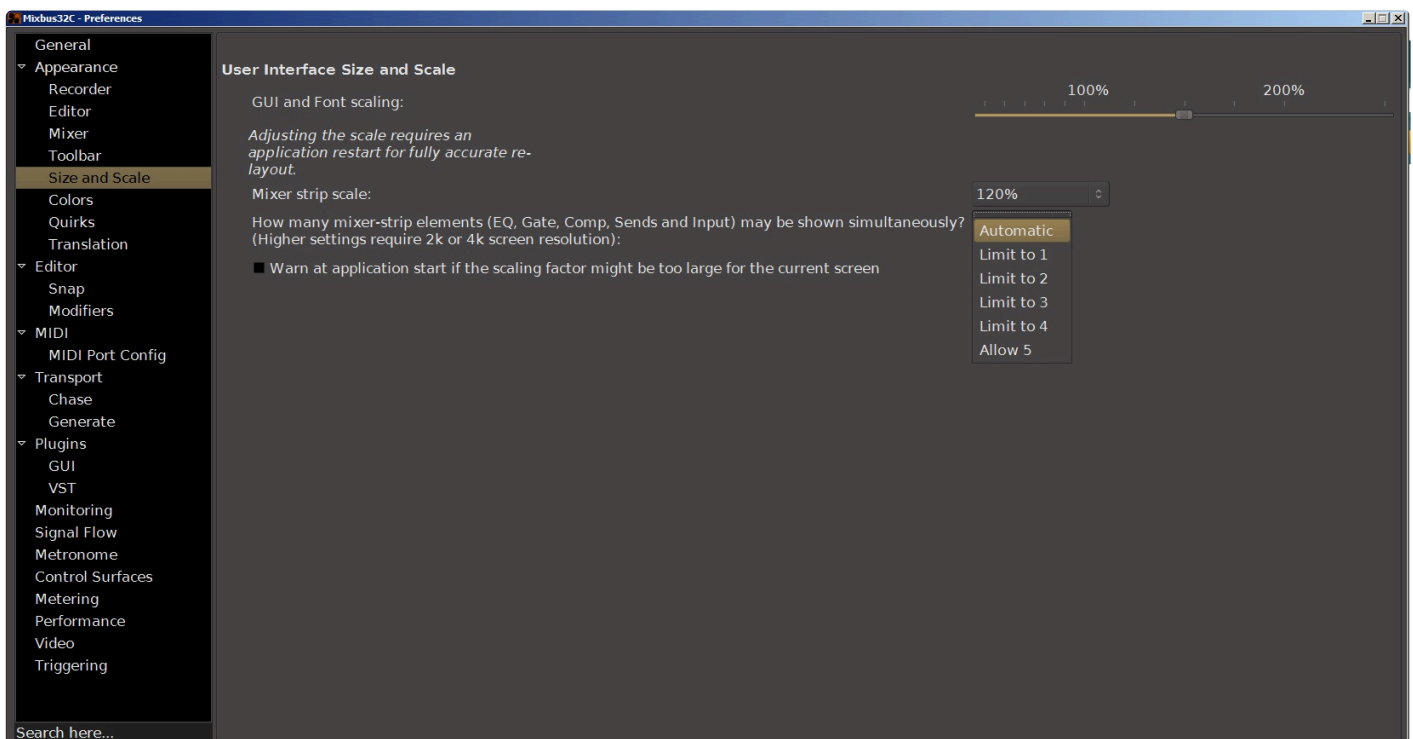 Mixbus32C - Preferences
General
Appearance
Recorder
Editor
Mixer
Toolbar
Size and Scale
Colors
Quirks
Translation
Editor
Snap
Modifiers
MIDI
MIDI Port Config
Transport
Chase
Generate
Plugins
GUI
VST
Monitoring
Signal Flow
Metronome
Control Surfaces
Metering
Performance
Video
Triggering
Search here...
User Interface Size and Scale
GUI and Font scaling:
100% 200%
Adjusting the scale requires an
application restart for fully accurate re-
layout.
Mixer strip scale:
120%
How many mixer-strip elements (EQ, Gate, Comp, Sends and Input) may be shown simultaneously?
(Higher settings require 2k or 4k screen resolution):
Automatic
Limit to 1
Limit to 2
Limit to 3
Limit to 4
Allow 5
Warn at application start if the scaling factor might be too large for the current screen